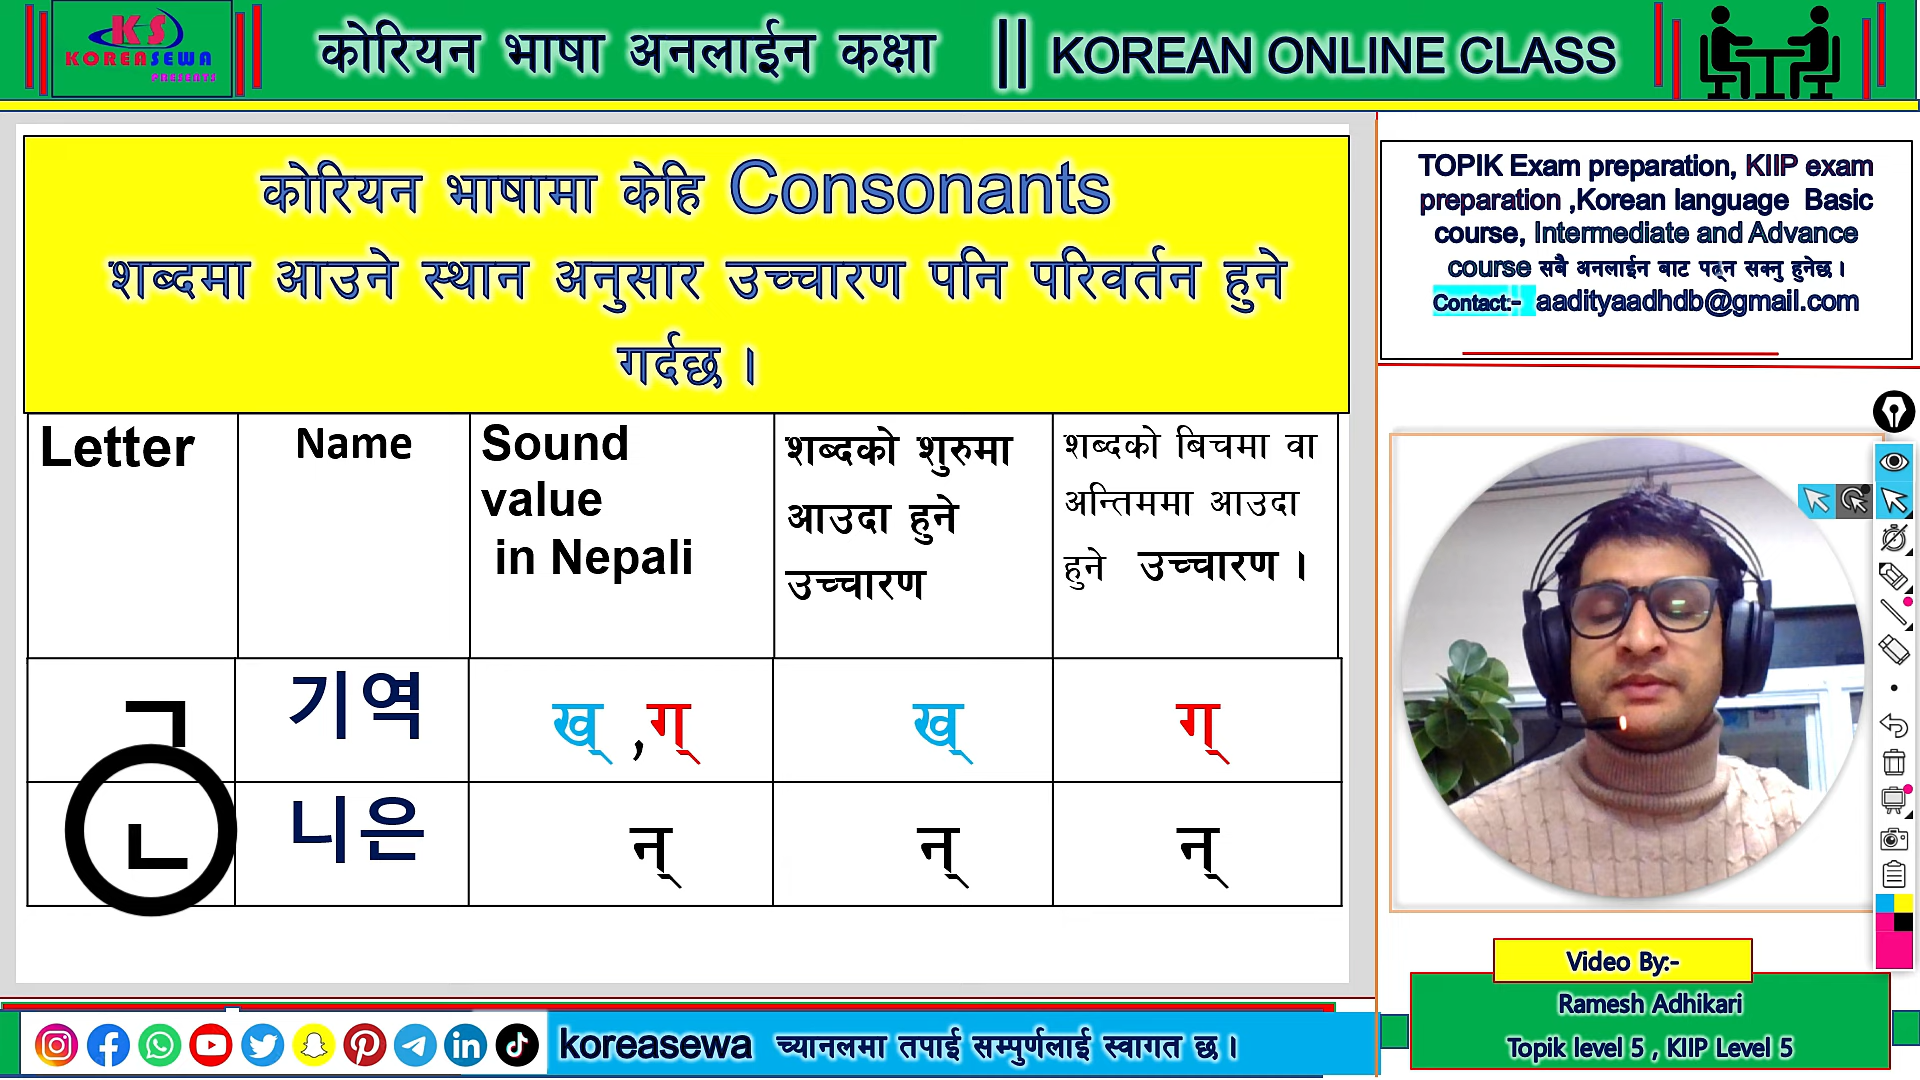 KS
KOREASEWA
PRESENTS
कोरियन भाषा अनलाईन कक्षा || KOREAN ONLINE CLASS
कोरियन भाषामा केहि Consonants
शब्दमा आउने स्थान अनुसार उच्चारण पनि परिवर्तन हुने
गर्दछ ।
Letter
Name
Sound
value
in Nepali
शब्दको शुरुमा
आउदा हुने
उच्चारण
शब्दको बिचमा वा
अन्तिममा आउदा
हुने उच्चारण ।
ㄱ 기역 ख् ,ग् ख् ग्
ㄴ 니은 न् न् न्
TOPIK Exam preparation, KIIP exam
preparation ,Korean language Basic
course, Intermediate and Advance
course सबै अनलाईन बाट पढ्न सक्नु हुनेछ ।
Contact:- aadityaadhdb@gmail.com
Video By:-
Ramesh Adhikari
Topik level 5 , KIIP Level 5
koreasewa च्यानलमा तपाई सम्पुर्णलाई स्वागत छ ।